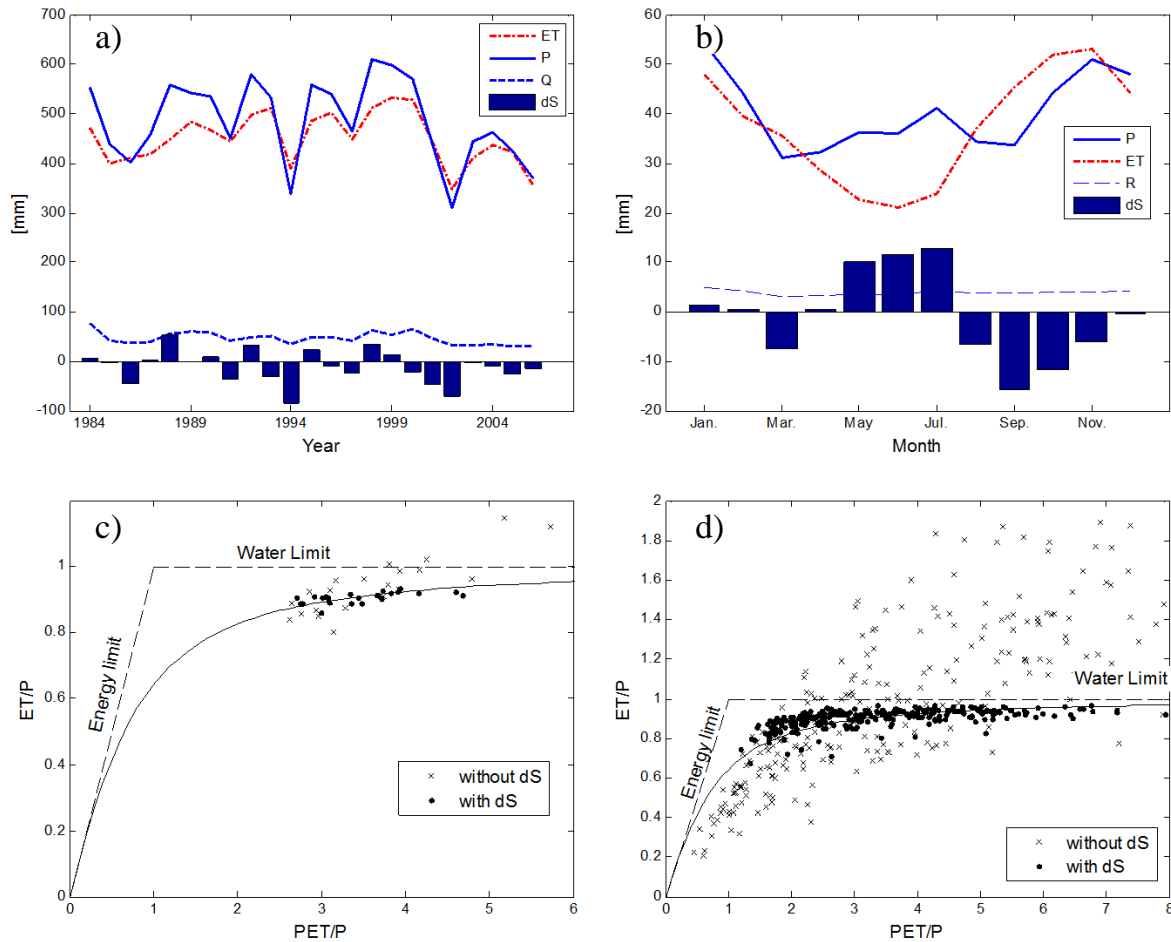 a)
[mm]
700
600
500
400
300
200
100
0
-100
1984
1989
1994
1999
2004
Year
ET
P
Q
dS
b)
[mm]
60
50
40
30
20
10
0
-10
-20
Jan.
Mar.
May
Jul.
Sep.
Nov.
Month
P
ET
R
dS
c)
ET/P
1
0.8
0.6
0.4
0.2
0
0
1
2
3
4
5
6
PET/P
Water Limit
Energy limit
without dS
with dS
d)
ET/P
2
1.8
1.6
1.4
1.2
1
0.8
0.6
0.4
0.2
0
0
1
2
3
4
5
6
7
8
PET/P
Water Limit
Energy limit
without dS
with dS